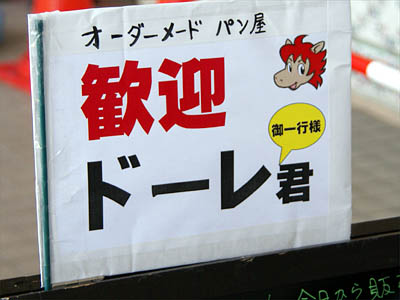 オーダーメード パン屋
歓迎
御一行様
ドーレ君